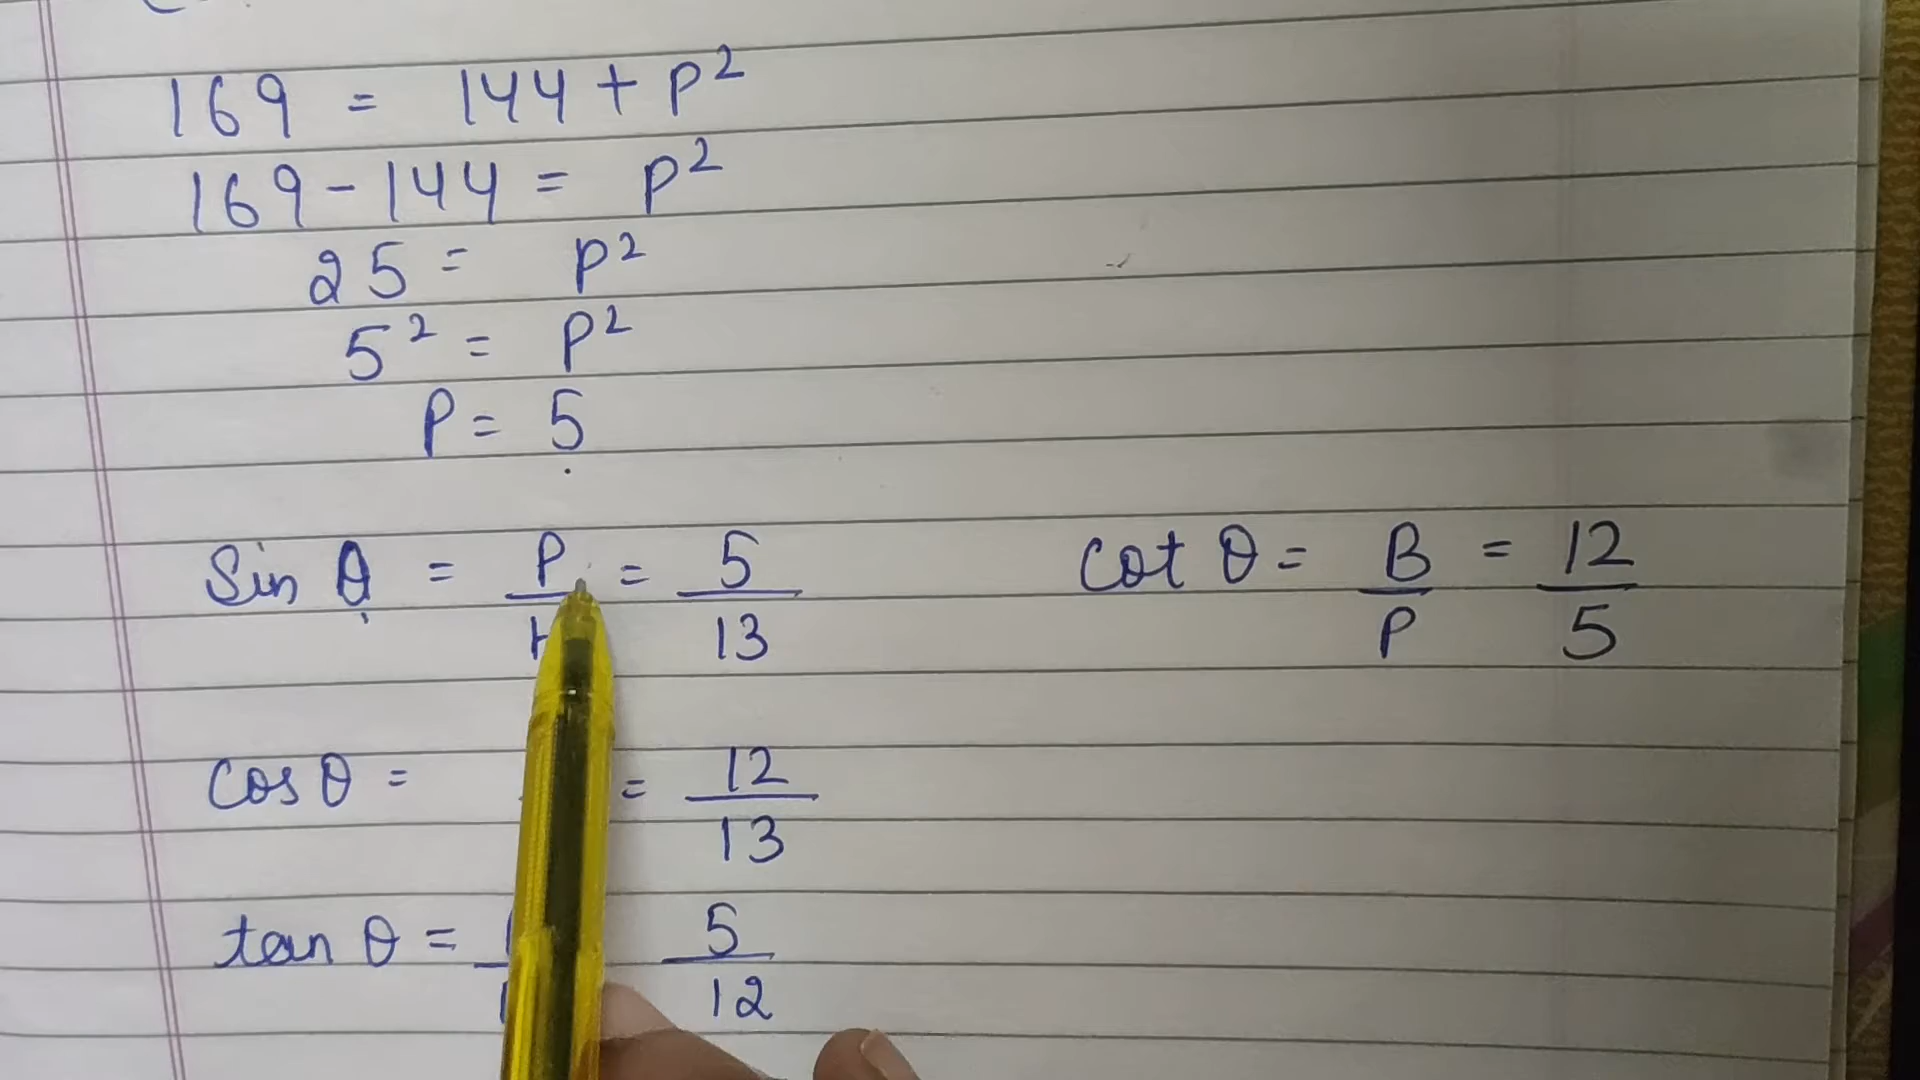 169 = 144 + P²
169 - 144 = P²
25 = P²
5² = P²
P = 5
Sin θ = P/ = 5/13
cos θ = = 12/13
tan θ = 5/12
cot θ = B/P = 12/5